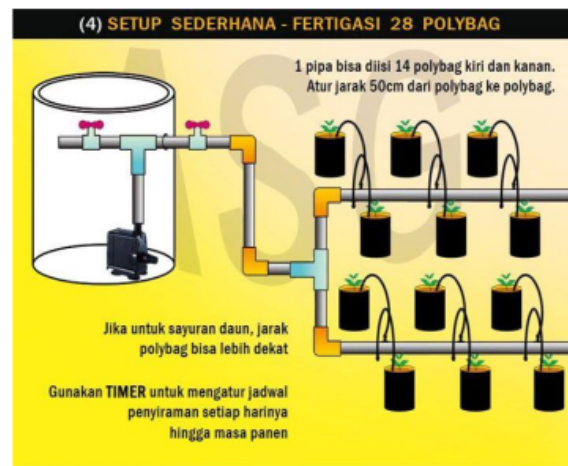 (4) SETUP SEDERHANA - FERTIGASI 28 POLYBAG
1 pipa bisa diisi 14 polybag kiri dan kanan.
Atur jarak 50cm dari polybag ke polybag.
ASG
Jika untuk sayuran daun, jarak
polybag bisa lebih dekat
Gunakan TIMER untuk mengatur jadwal
penyiraman setiap harinya
hingga masa panen